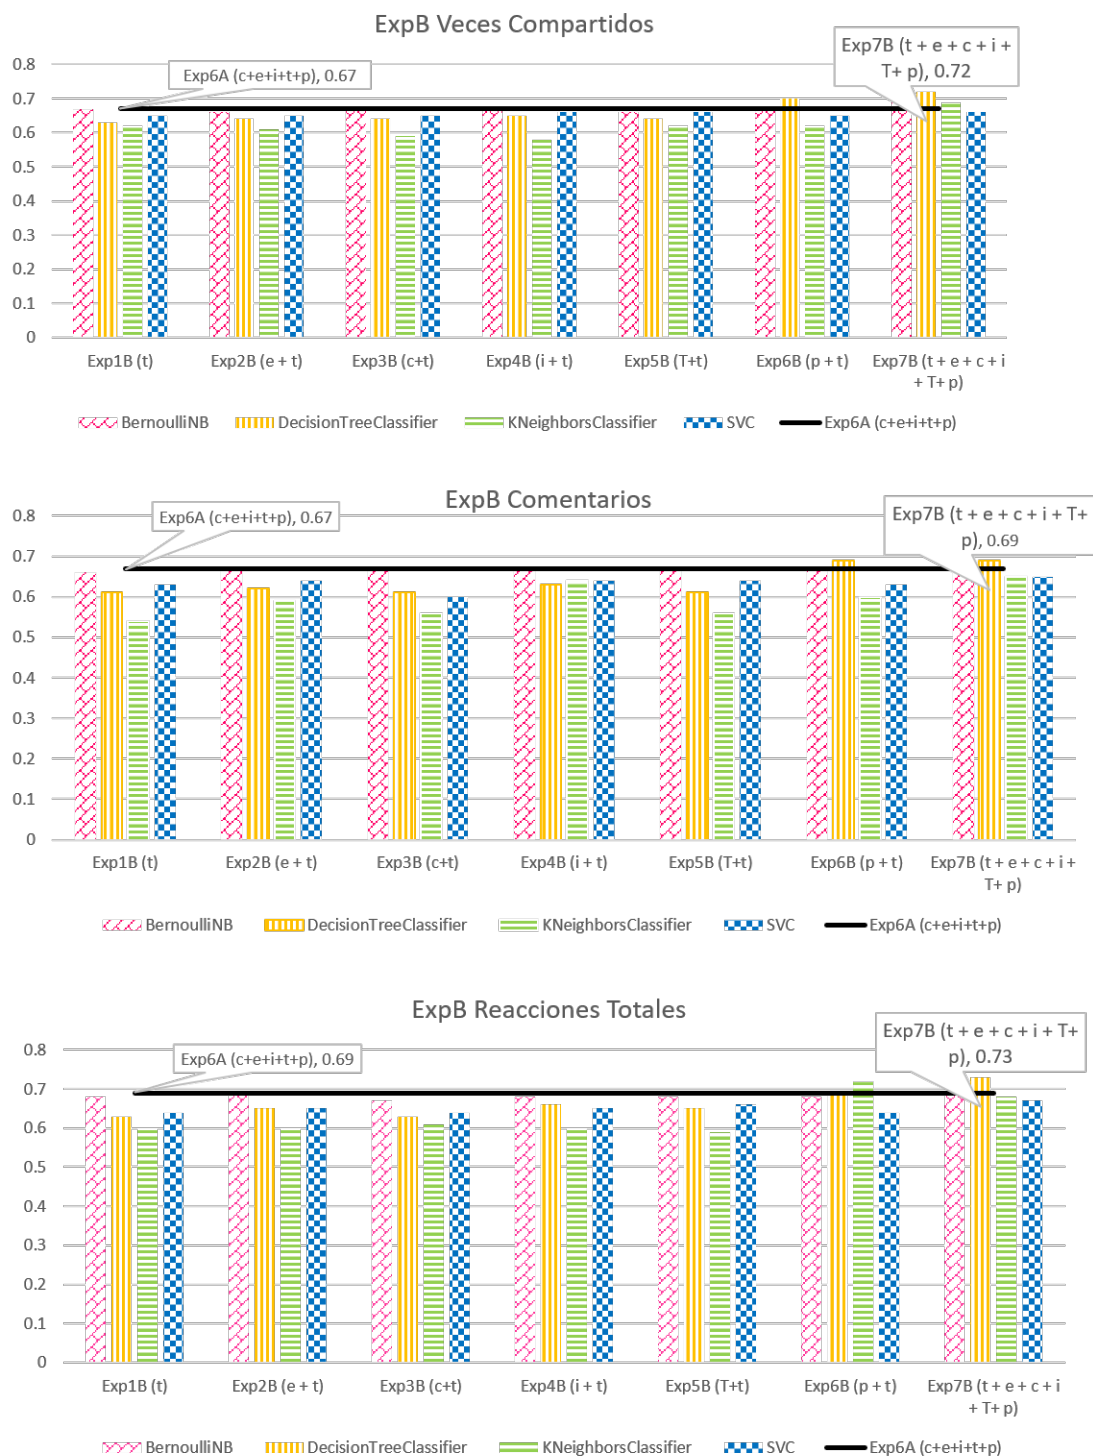 ExpB Veces Compartidos
Exp6A (c+e+i+t+p), 0.67
Exp7B (t + e + c + i +
T+ p), 0.72
0.8
0.7
0.6
0.5
0.4
0.3
0.2
0.1
0
Exp1B (t)
Exp2B (e + t)
Exp3B (c+t)
Exp4B (i + t)
Exp5B (T+t)
Exp6B (p + t)
Exp7B (t + e + c + i
+ T+ p)
BernoulliNB
DecisionTreeClassifier
KNeighborsClassifier
SVC
Exp6A (c+e+i+t+p)
ExpB Comentarios
Exp6A (c+e+i+t+p), 0.67
Exp7B (t + e + c + i + T+
p), 0.69
0.8
0.7
0.6
0.5
0.4
0.3
0.2
0.1
0
Exp1B (t)
Exp2B (e + t)
Exp3B (c+t)
Exp4B (i + t)
Exp5B (T+t)
Exp6B (p + t)
Exp7B (t + e + c + i +
T+ p)
BernoulliNB
DecisionTreeClassifier
KNeighborsClassifier
SVC
Exp6A (c+e+i+t+p)
ExpB Reacciones Totales
Exp6A (c+e+i+t+p), 0.69
Exp7B (t + e + c + i + T+
p), 0.73
0.8
0.7
0.6
0.5
0.4
0.3
0.2
0.1
0
Exp1B (t)
Exp2B (e + t)
Exp3B (c+t)
Exp4B (i + t)
Exp5B (T+t)
Exp6B (p + t)
Exp7B (t + e + c + i
+ T+ p)
BernoulliNB
DecisionTreeClassifier
KNeighborsClassifier
SVC
Exp6A (c+e+i+t+p)